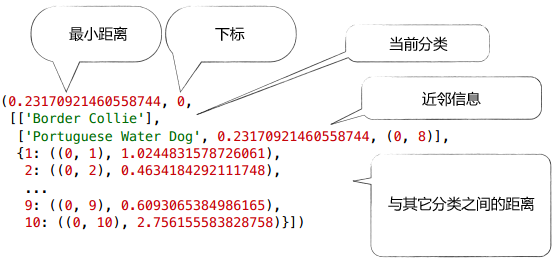 最小距离
下标
当前分类
(0.23170921460558744, 0,
[['Border Collie'],
近邻信息
['Portuguese Water Dog', 0.23170921460558744, (0, 8)],
{1: ((0, 1), 1.0244831578726061),
2: ((0, 2), 0.4634184292111748),
...
与其它分类之间的距离
9: ((0, 9), 0.6093065384986165),
10: ((0, 10), 2.756155583828758)}])